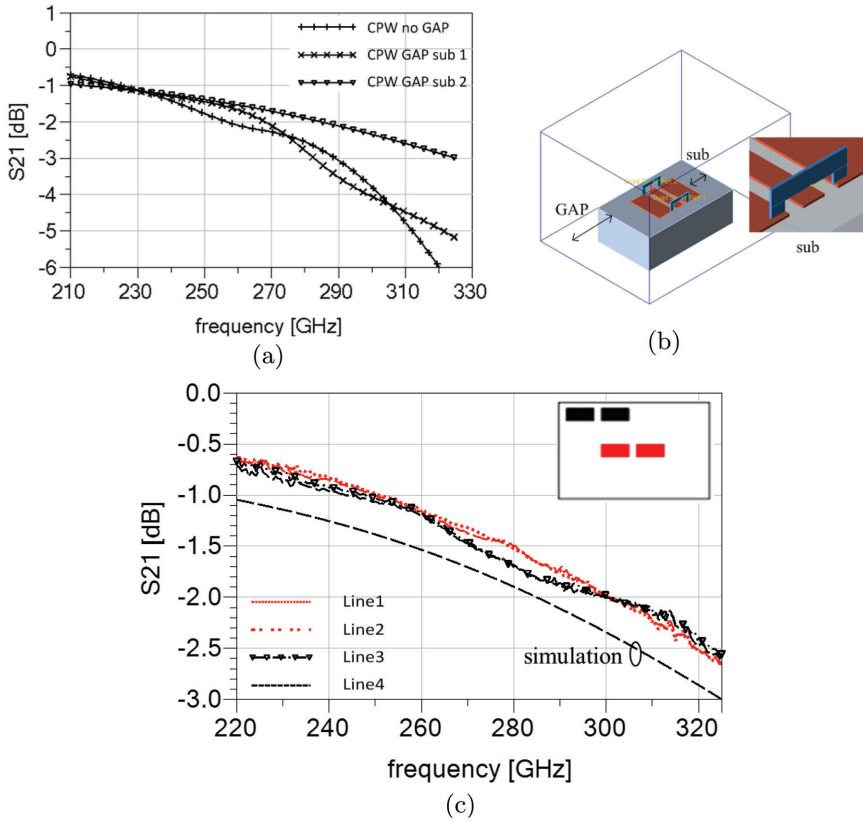 1
0
-1
-2
-3
-4
-5
-6
S21 [dB]
CPW no GAP
CPW GAP sub 1
CPW GAP sub 2
210 230 250 270 290 310 330
frequency [GHz]
(a)
sub
GAP
sub
(b)
0.0
-0.5
-1.0
-1.5
-2.0
-2.5
-3.0
S21 [dB]
Line1
Line2
Line3
Line4
simulation
220 240 260 280 300 320
frequency [GHz]
(c)